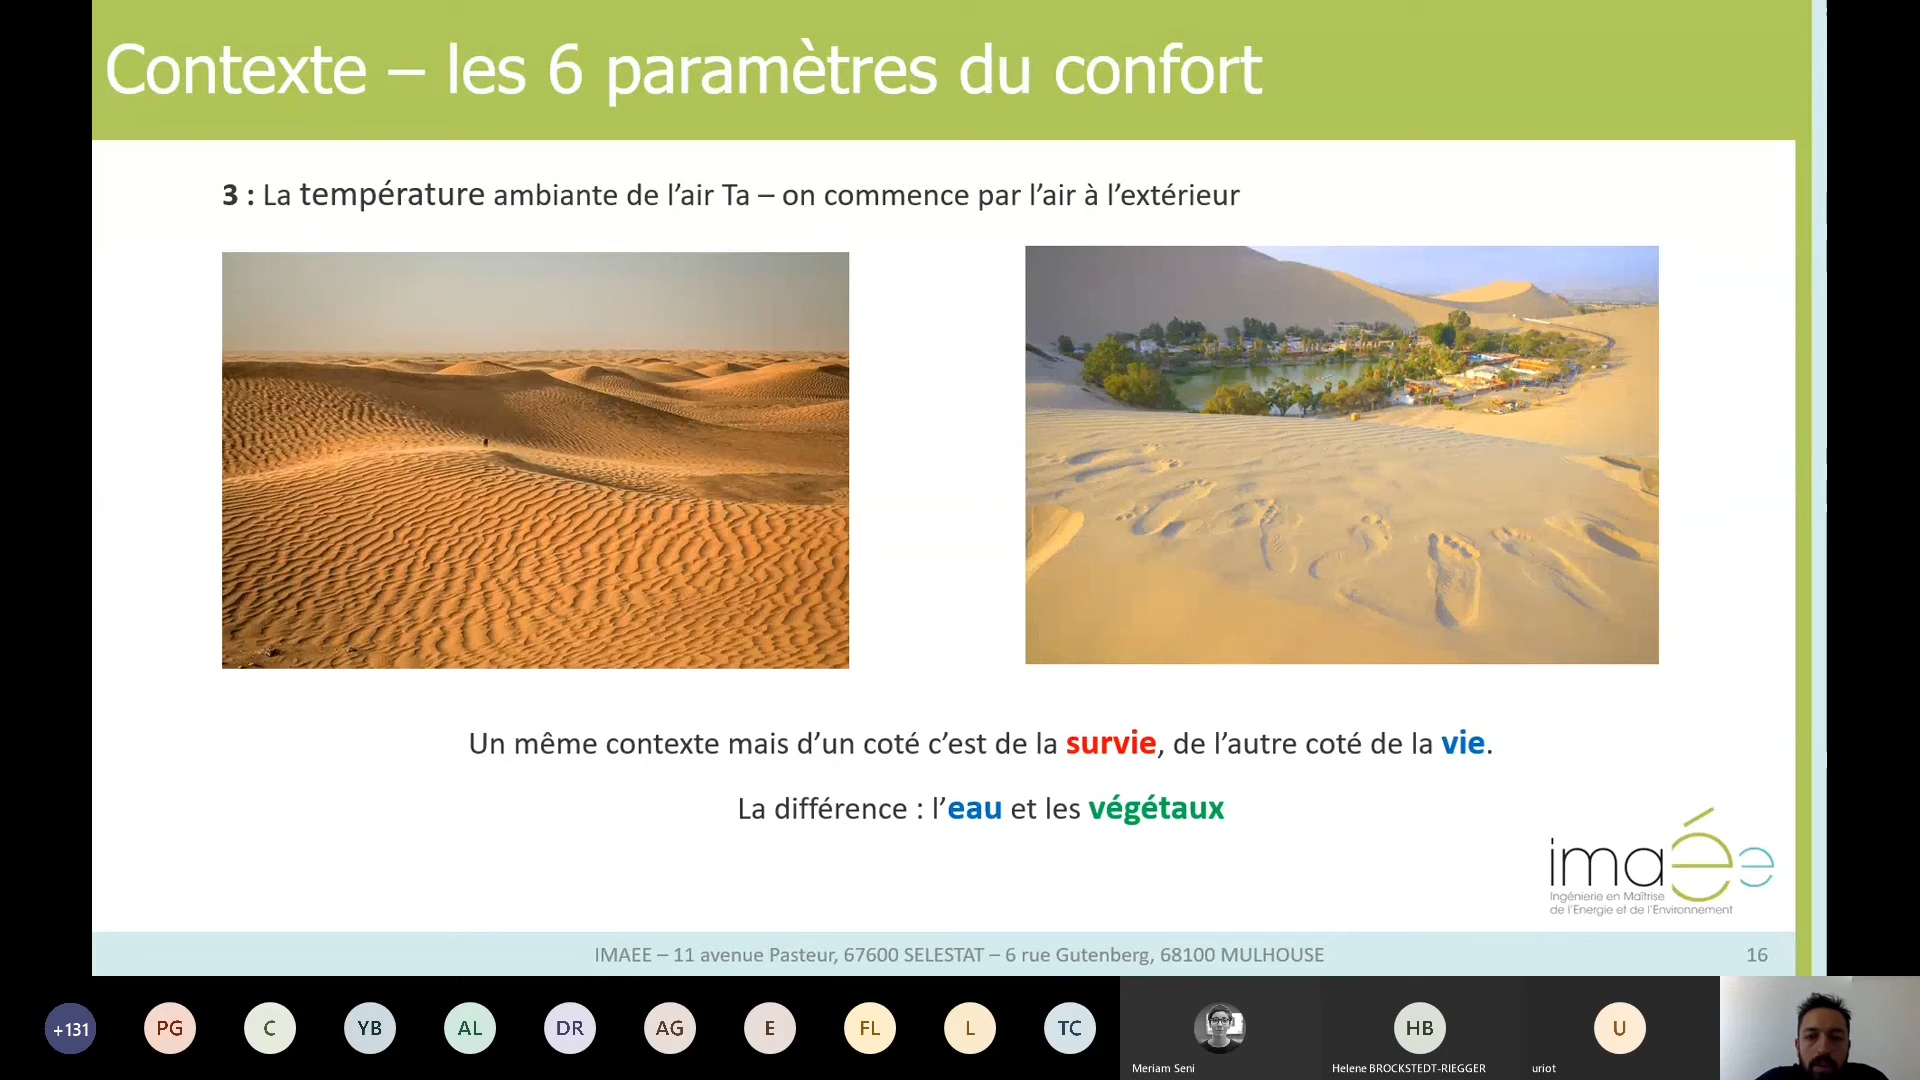 Contexte – les 6 paramètres du confort
3 : La température ambiante de l’air Ta – on commence par l’air à l’extérieur
Un même contexte mais d’un coté c’est de la survie, de l’autre coté de la vie.
La différence : l’eau et les végétaux
imaÉe
Ingénierie en Maîtrise
de l’Energie et de l’Environnement
IMAEE – 11 avenue Pasteur, 67600 SELESTAT – 6 rue Gutenberg, 68100 MULHOUSE
16
+131
PG
C
YB
AL
DR
AG
E
FL
L
TC
HB
U
Meriam Seni
Helene BROCKSTEDT-RIEGGER
uriot